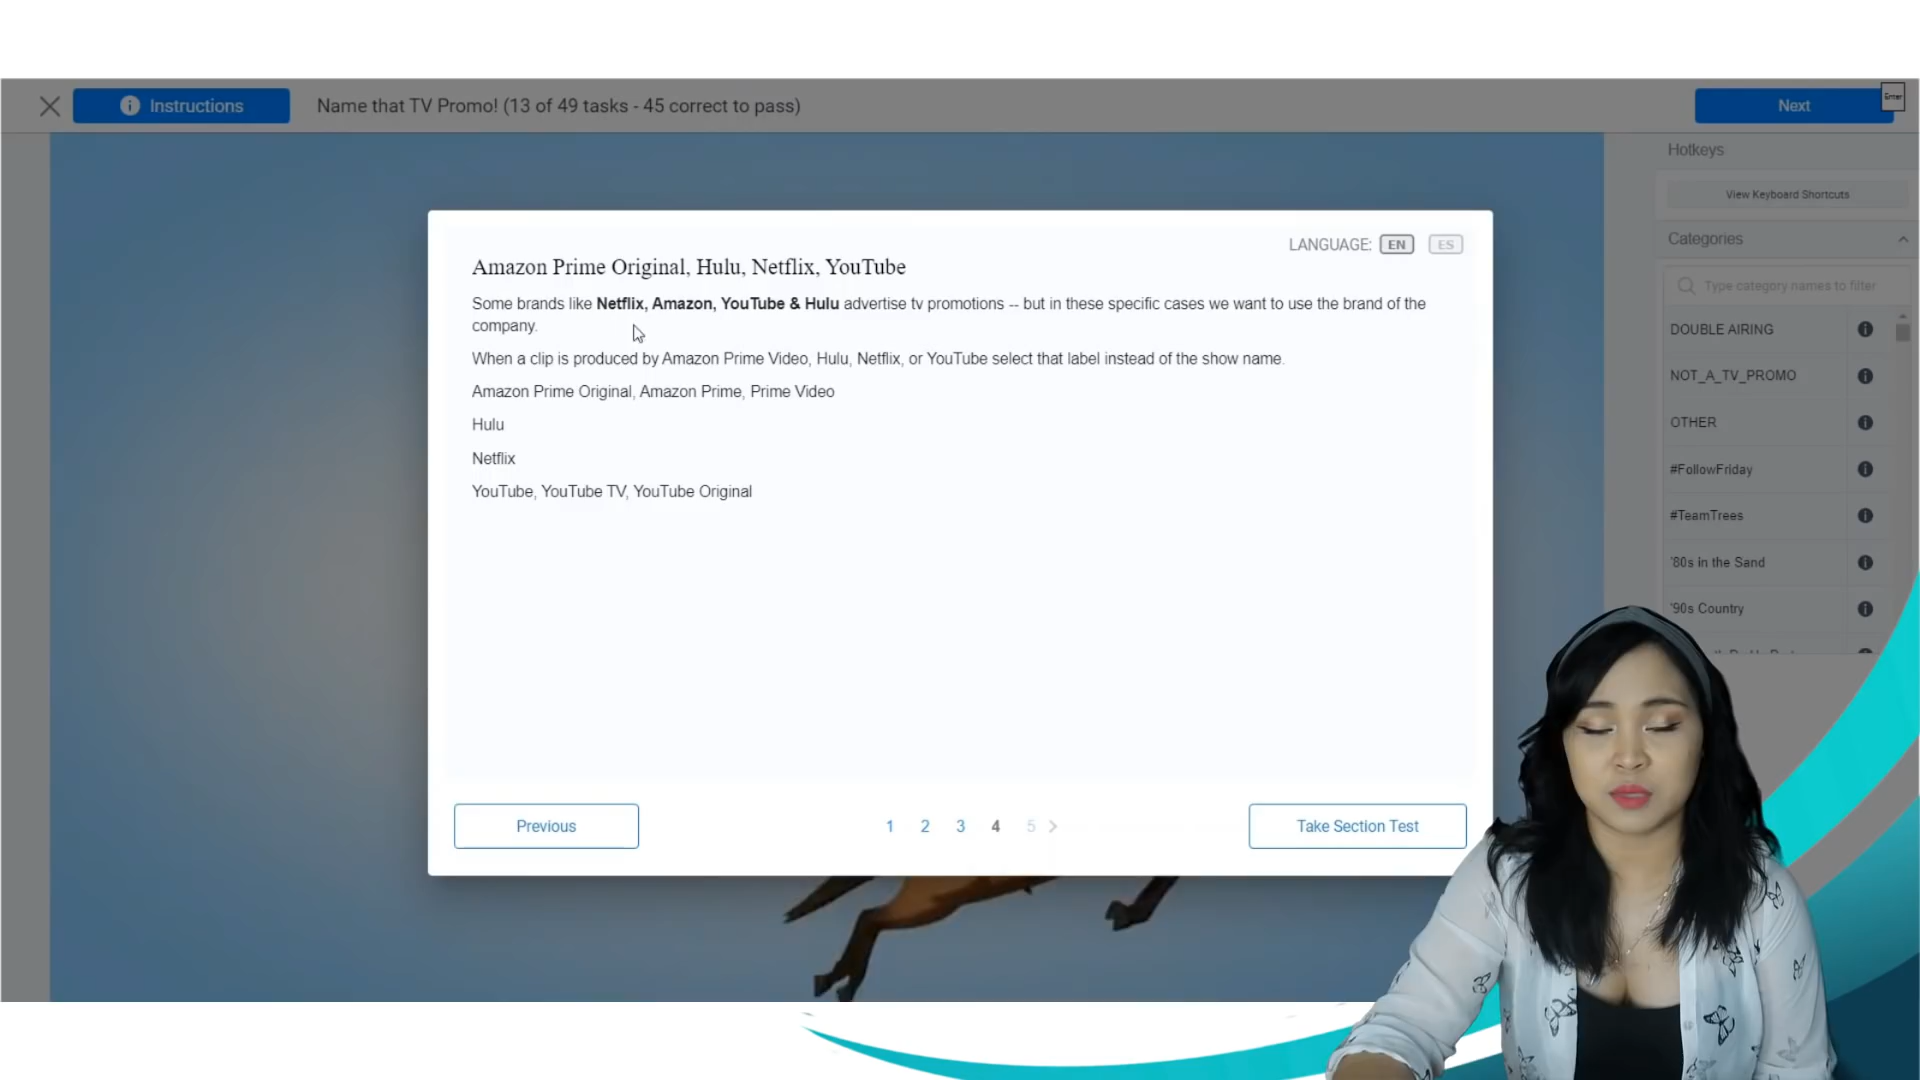 Instructions
Name that TV Promo! (13 of 49 tasks - 45 correct to pass)
Next
Enter
Hotkeys
View Keyboard Shortcuts
Categories
Type category names to filter
DOUBLE AIRING
NOT_A_TV_PROMO
OTHER
#FollowFriday
#TeamTrees
'80s in the Sand
'90s Country
LANGUAGE: EN ES
Amazon Prime Original, Hulu, Netflix, YouTube
Some brands like Netflix, Amazon, YouTube & Hulu advertise tv promotions -- but in these specific cases we want to use the brand of the
company.
When a clip is produced by Amazon Prime Video, Hulu, Netflix, or YouTube select that label instead of the show name.
Amazon Prime Original, Amazon Prime, Prime Video
Hulu
Netflix
YouTube, YouTube TV, YouTube Original
Previous
1 2 3 4 5
Take Section Test